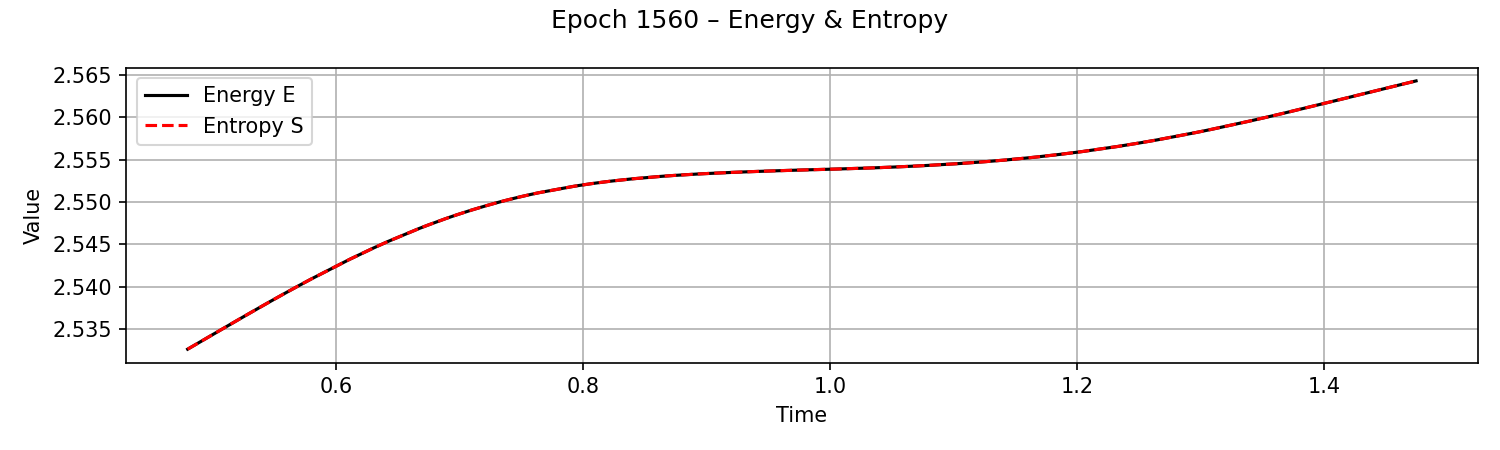 Epoch 1560 – Energy & Entropy
Energy E
Entropy S
Value
2.565
2.560
2.555
2.550
2.545
2.540
2.535
0.6 0.8 1.0 1.2 1.4
Time